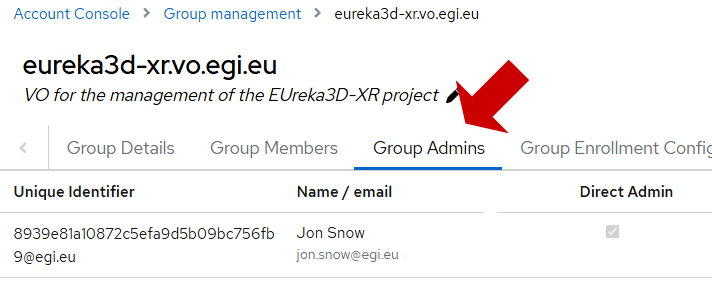 Account Console > Group management > eureka3d-xr.vo.egi.eu
eureka3d-xr.vo.egi.eu
VO for the management of the EUreka3D-XR project
Group Details Group Members Group Admins Group Enrollment Config
Unique Identifier Name / email Direct Admin
8939e81a10872c5efa9d5b09bc756fb Jon Snow
9@egi.eu jon.snow@egi.eu